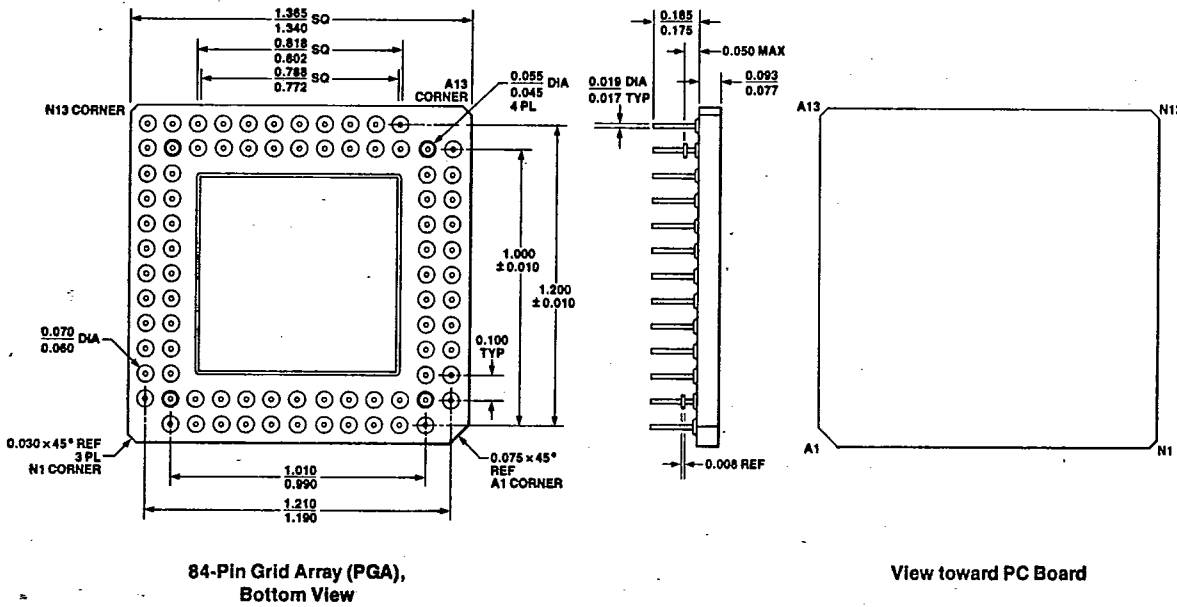 1.365 SQ
1.340
0.818 SQ
0.802
0.788 SQ
0.772
N13 CORNER
A13
CORNER
0.055 DIA
0.045
4 PL
0.070 DIA
0.060
1.000
±0.010
1.200
±0.010
0.100
TYP
0.030 × 45° REF
3 PL
N1 CORNER
0.075 × 45°
REF
A1 CORNER
1.010
0.990
1.210
1.190
84-Pin Grid Array (PGA),
Bottom View
0.185
0.175
0.050 MAX
0.019 DIA
0.017 TYP
0.093
0.077
0.008 REF
A13
N13
A1
N1
View toward PC Board